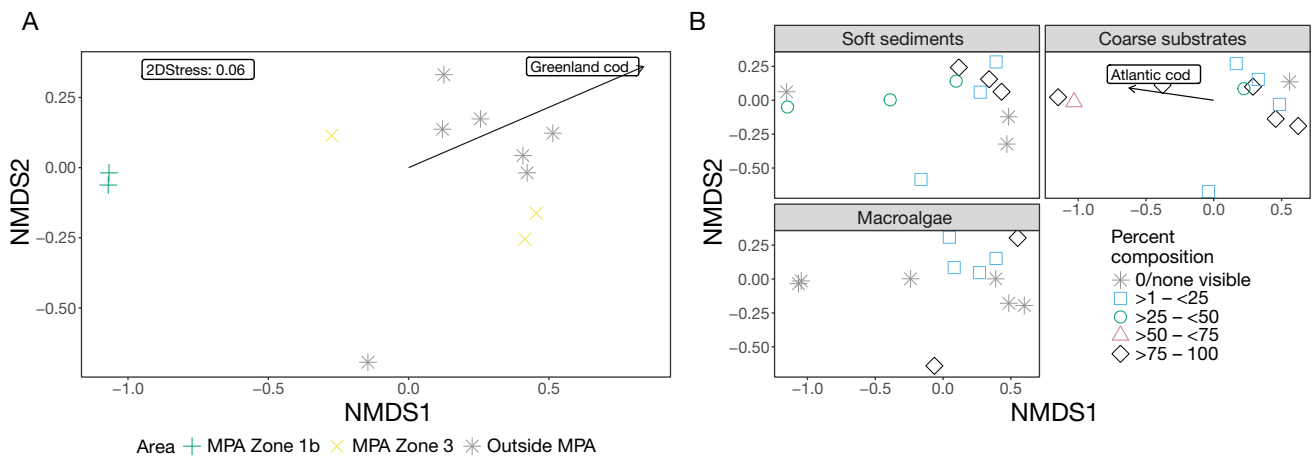 A
2DStress: 0.06
Greenland cod
0.25
0.00
−0.25
−0.50
NMDS2
−1.0
−0.5
0.0
0.5
NMDS1
Area MPA Zone 1b MPA Zone 3 Outside MPA
B
Soft sediments
Coarse substrates
Atlantic cod
0.25
0.00
−0.25
−0.50
NMDS2
−1.0
−0.5
0.0
0.5
Macroalgae
0.25
0.00
−0.25
−0.50
−1.0
−0.5
0.0
0.5
NMDS1
Percent
composition
0/none visible
>1 − <25
>25 − <50
>50 − <75
>75 − 100